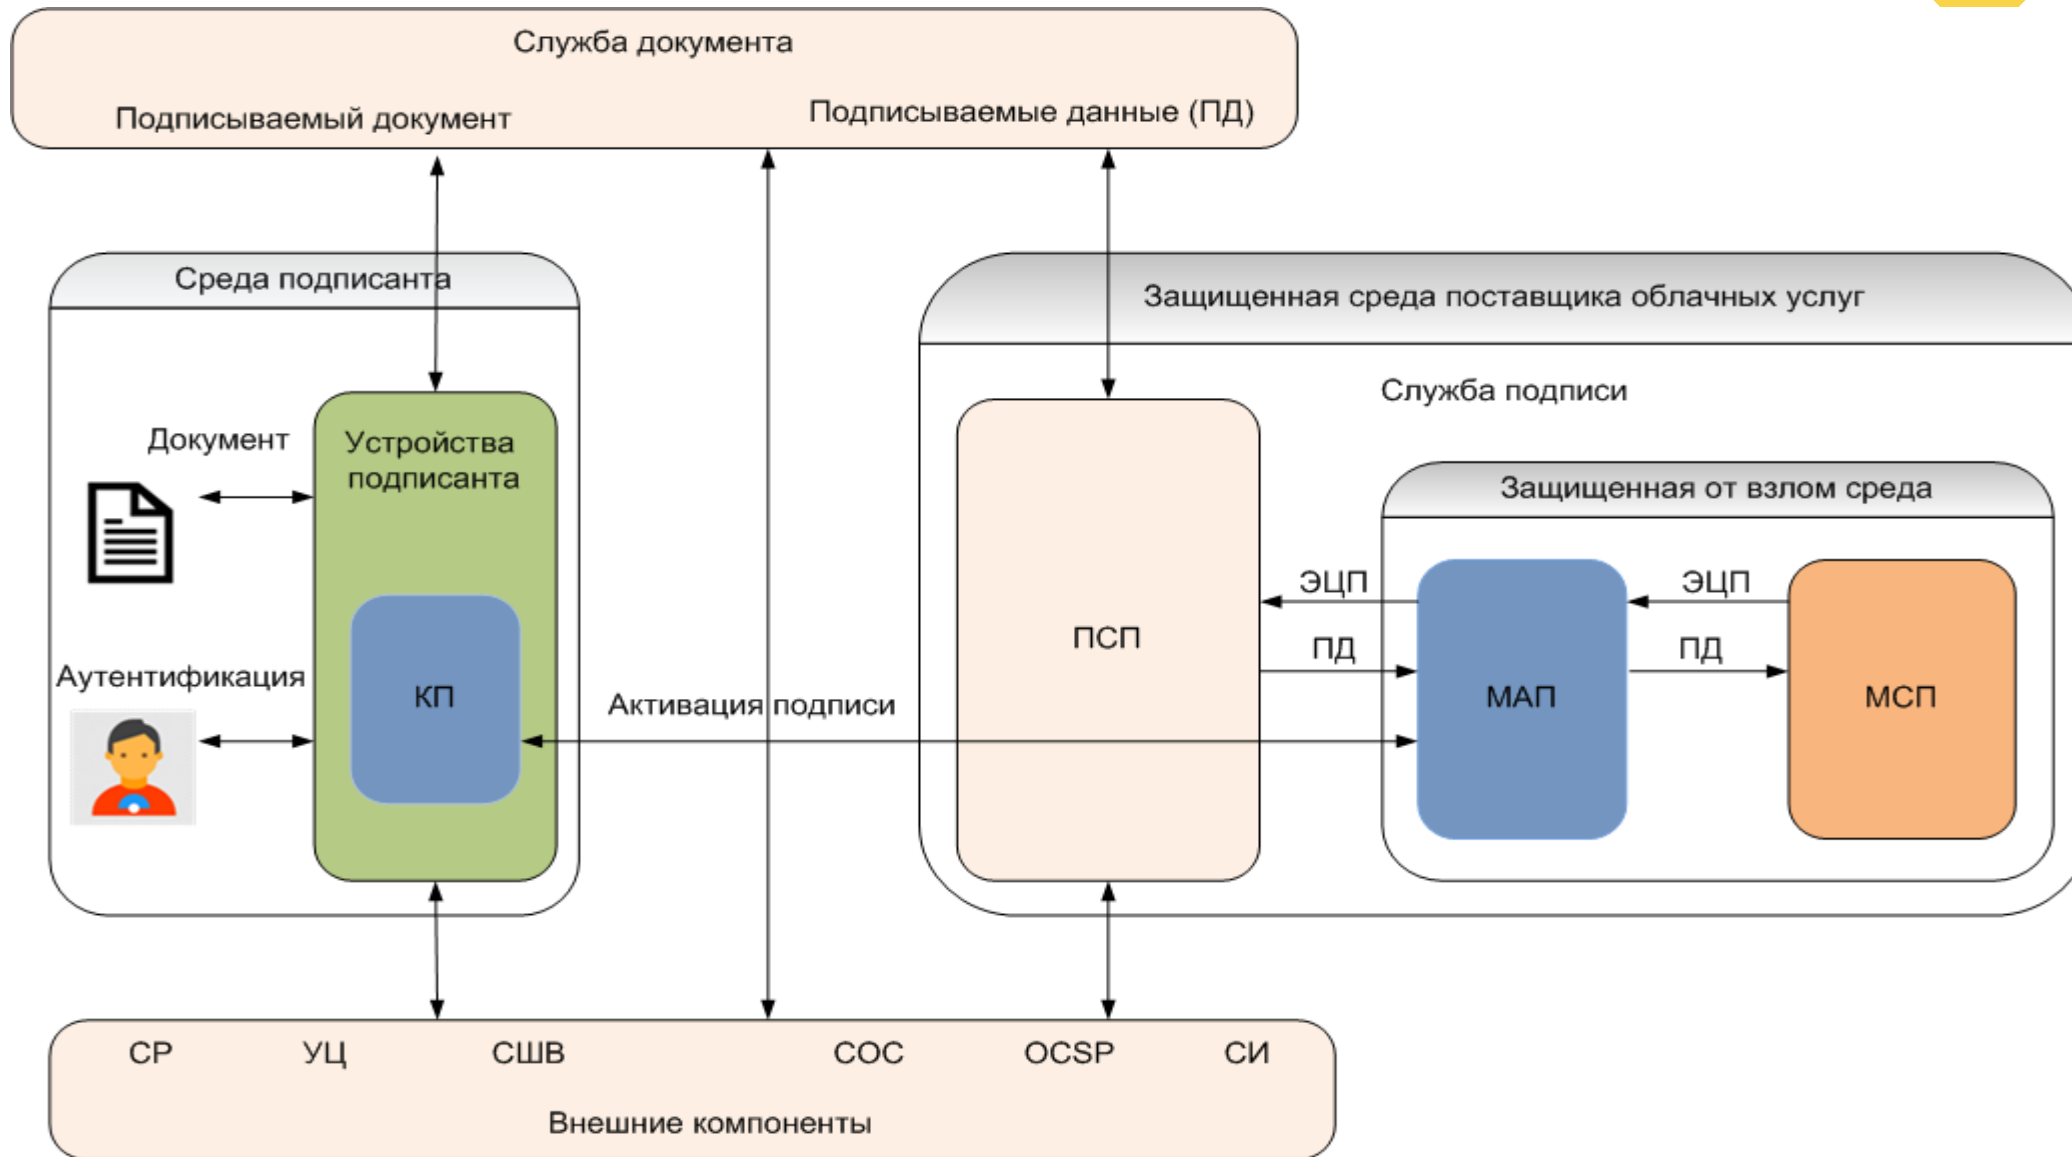 Служба документа
Подписываемый документ
Подписываемые данные (ПД)
Среда подписанта
Защищенная среда поставщика облачных услуг
Служба подписи
Документ
Устройства
подписанта
Защищенная от взлом среда
ЭЦП
ЭЦП
ПСП
ПД
ПД
Аутентификация
КП
Активация подписи
МАП
МСП
СР
УЦ
СШВ
СОС
OCSP
СИ
Внешние компоненты